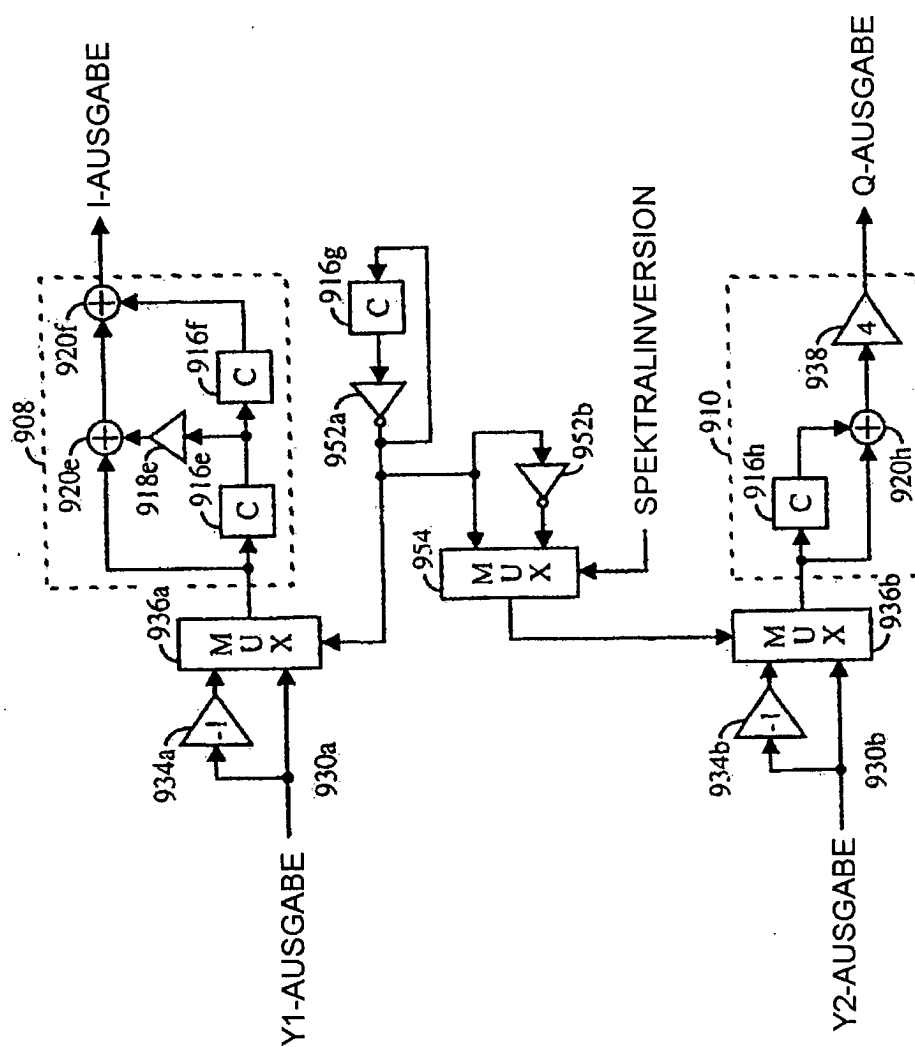 I-AUSGABE
908
920f
920e
916f
C
918e
916e
C
936a
M U X
934a
-1
930a
Y1-AUSGABE
916g
C
952a
952b
954
M U X
SPEKTRALINVERSION
Q-AUSGABE
910
938
4
916h
C
920h
936b
M U X
934b
-1
930b
Y2-AUSGABE